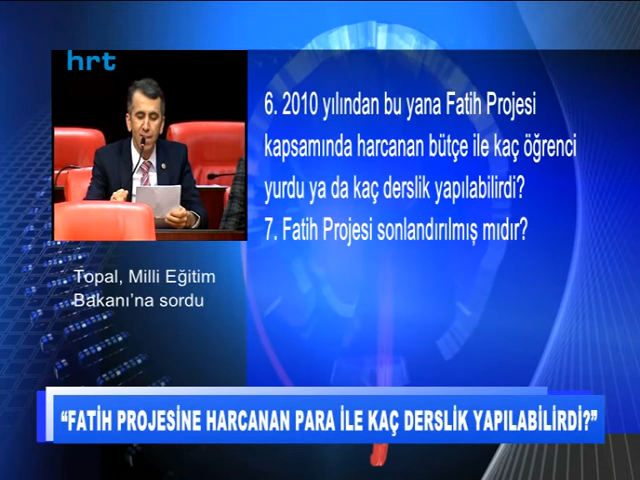 hrt
6. 2010 yılından bu yana Fatih Projesi
kapsamında harcanan bütçe ile kaç öğrenci
yurdu ya da kaç derslik yapılabilirdi?
7. Fatih Projesi sonlandırılmış mıdır?
Topal, Milli Eğitim
Bakanı'na sordu
“FATİH PROJESİNE HARCANAN PARA İLE KAÇ DERSLİK YAPILABİLİRDİ?”